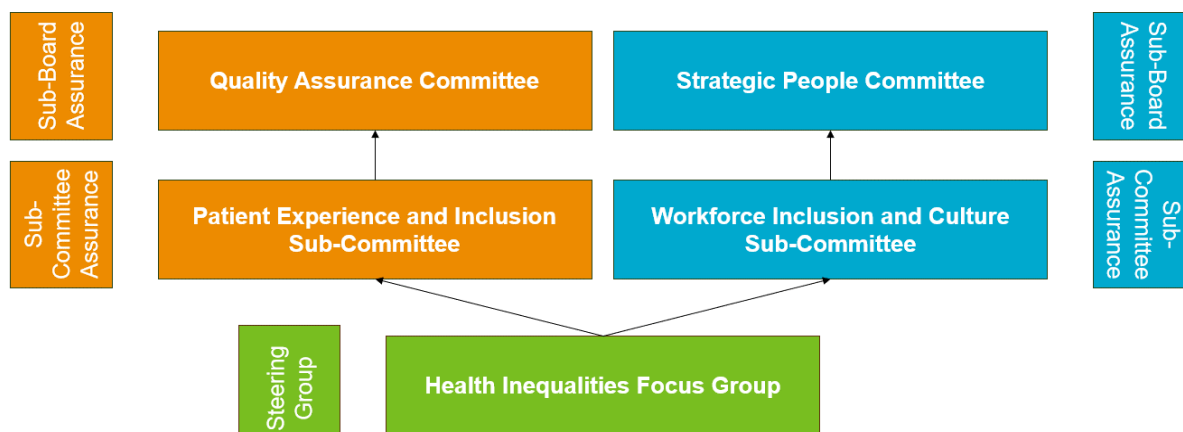 Sub-Board
Assurance
Quality Assurance Committee
Strategic People Committee
Sub-Board
Assurance
Sub-
Committee
Assurance
Patient Experience and Inclusion
Sub-Committee
Workforce Inclusion and Culture
Sub-Committee
Sub-
Committee
Assurance
Steering
Group
Health Inequalities Focus Group